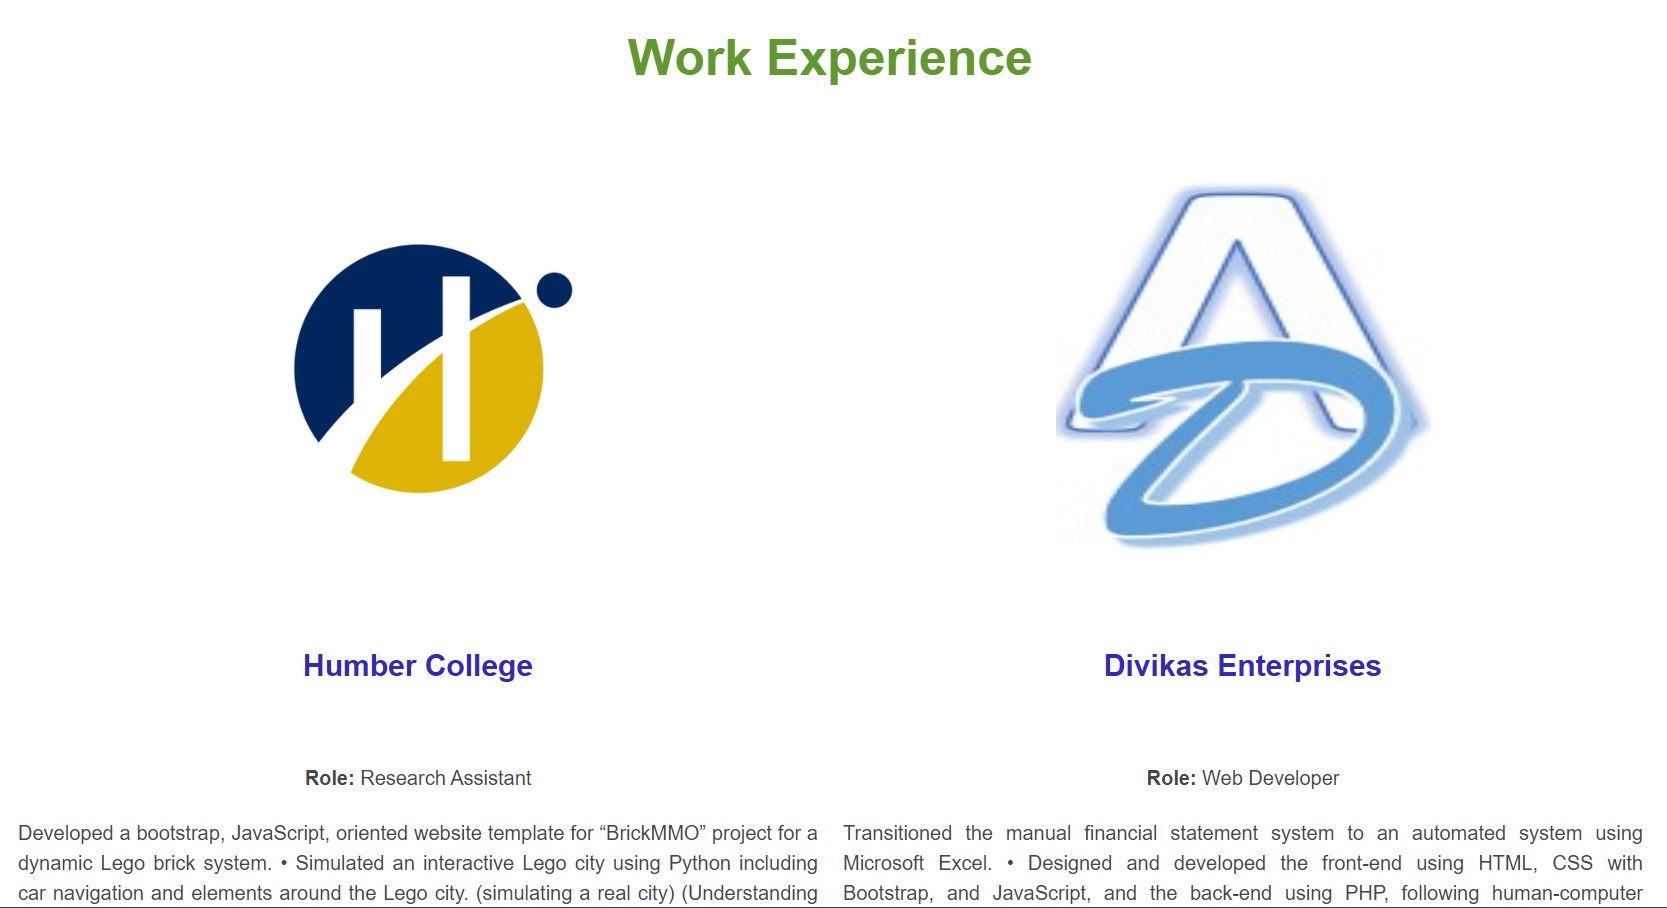 Work Experience
Humber College
Role: Research Assistant
Developed a bootstrap, JavaScript, oriented website template for “BrickMMO” project for a
dynamic Lego brick system. • Simulated an interactive Lego city using Python including
car navigation and elements around the Lego city. (simulating a real city) (Understanding
AD
Divikas Enterprises
Role: Web Developer
Transitioned the manual financial statement system to an automated system using
Microsoft Excel. • Designed and developed the front-end using HTML, CSS with
Bootstrap, and JavaScript, and the back-end using PHP, following human-computer